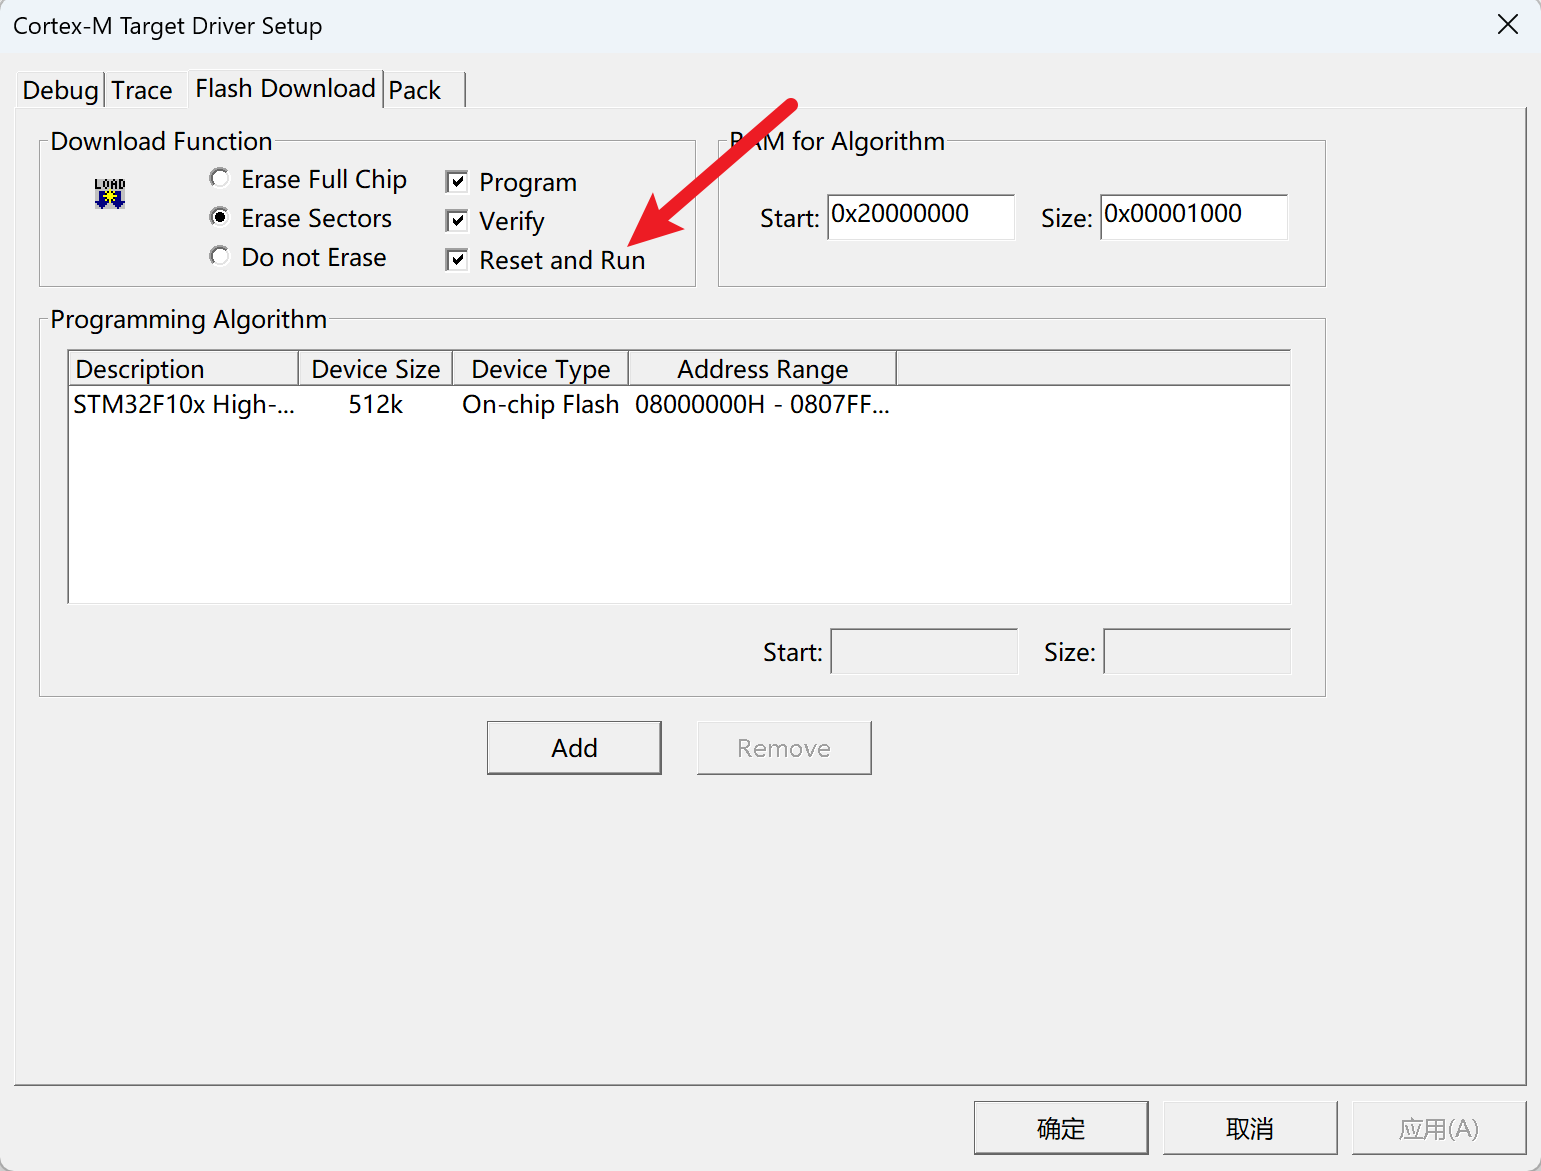 Cortex-M Target Driver Setup
Debug Trace Flash Download Pack
Download Function
LOAD
Erase Full Chip
Erase Sectors
Do not Erase
Program
Verify
Reset and Run
RAM for Algorithm
Start: 0x20000000 Size: 0x00001000
Programming Algorithm
Description Device Size Device Type Address Range
STM32F10x High-... 512k On-chip Flash 08000000H - 0807FF...
Start: Size:
Add Remove
确定 取消 应用(A)